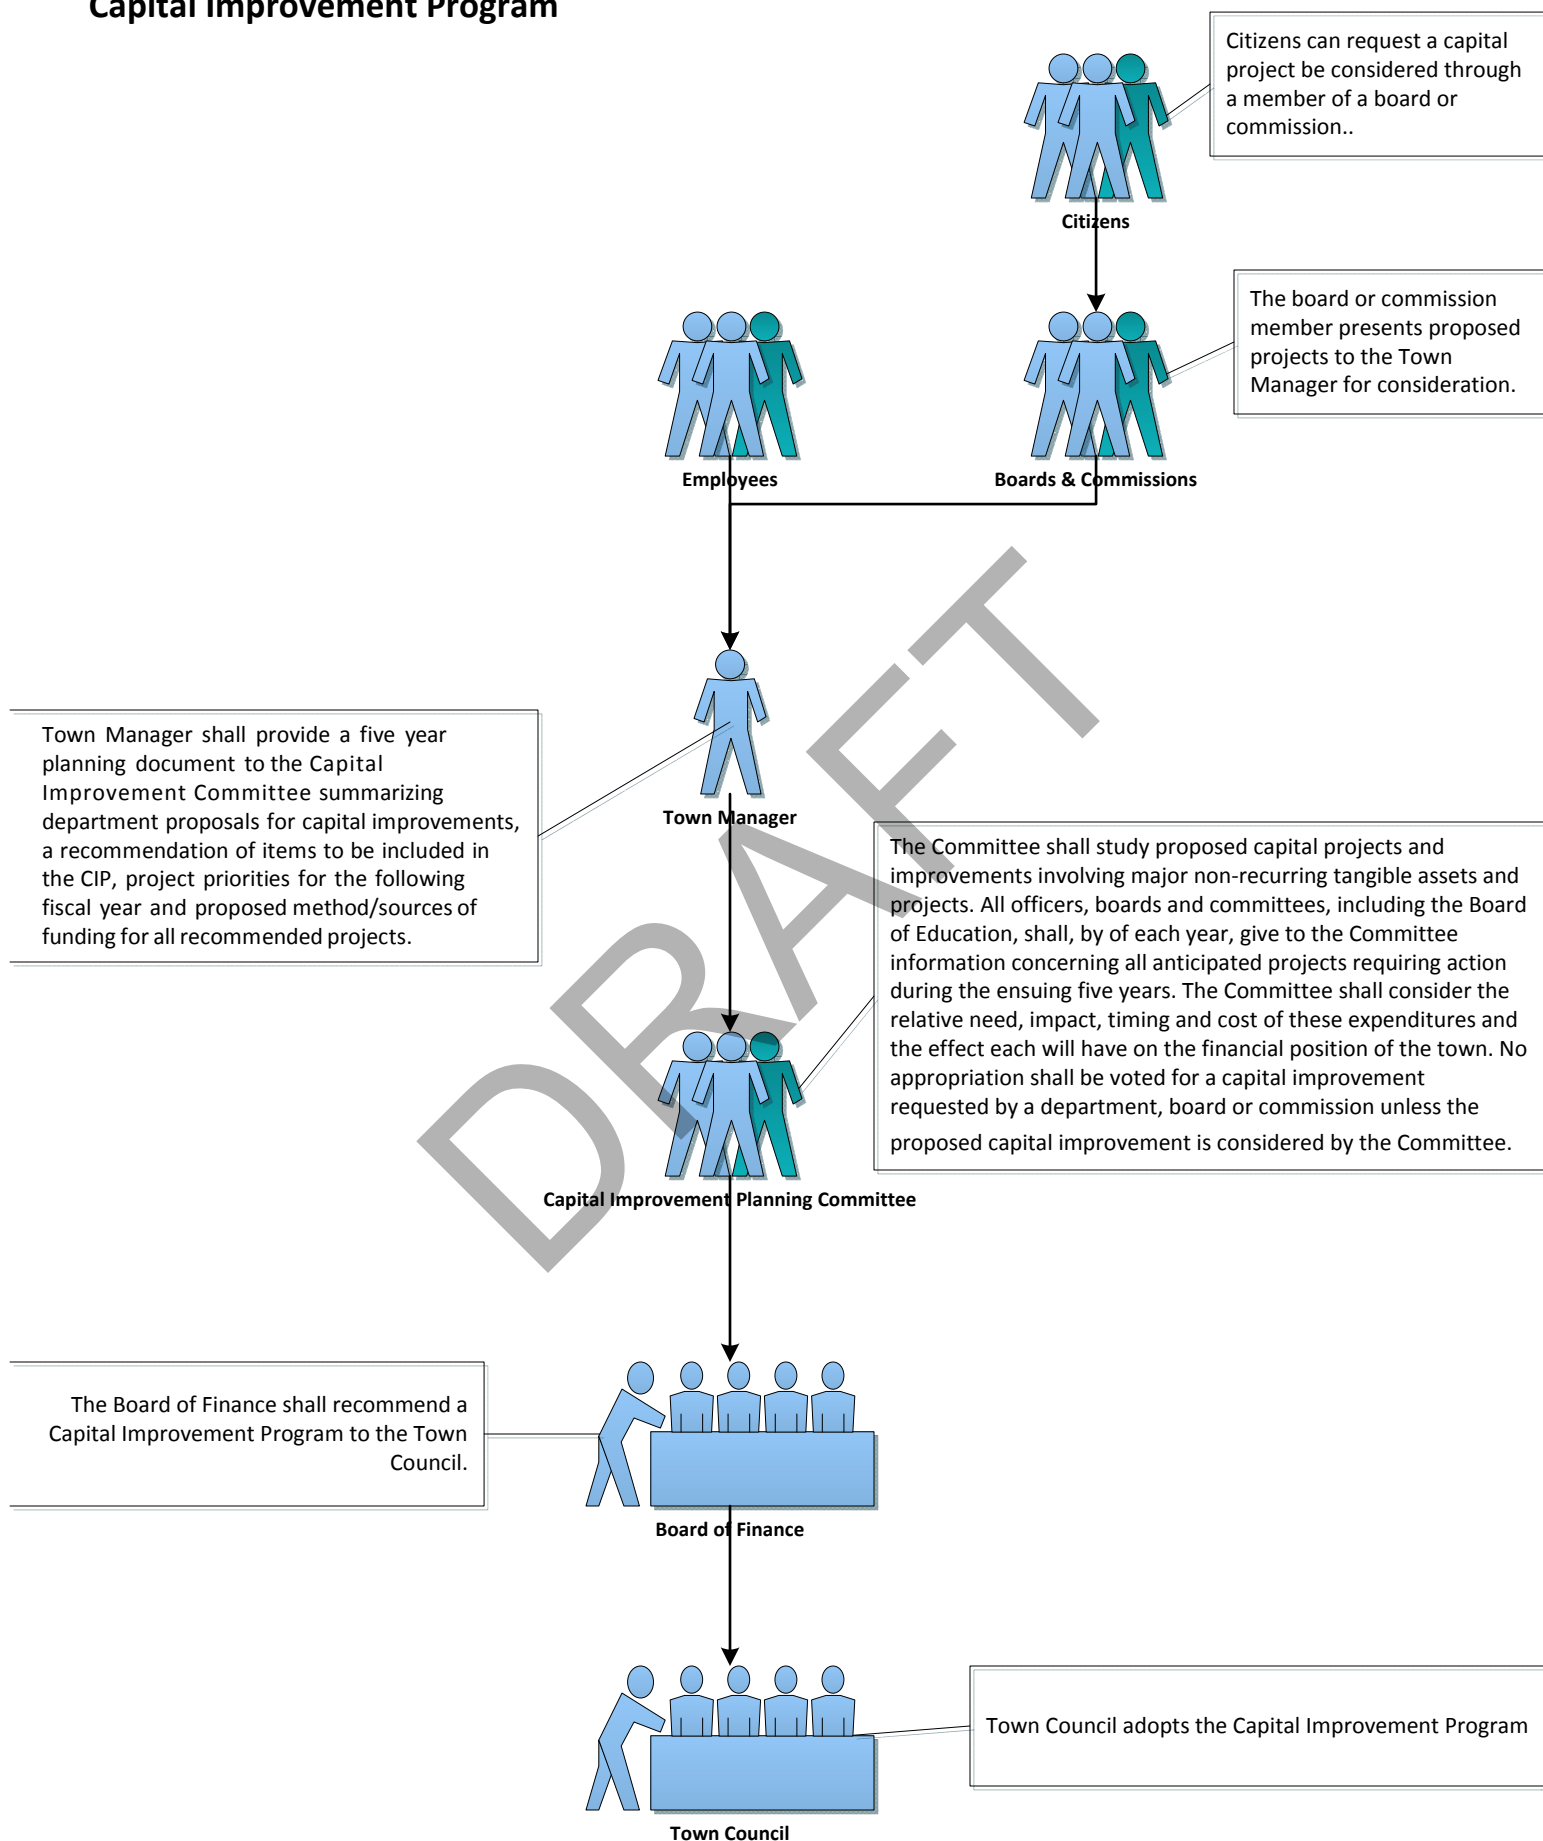 Capital Improvement Program
Citizens can request a capital
project be considered through
a member of a board or
commission..
Citizens
The board or commission
member presents proposed
projects to the Town
Manager for consideration.
Employees
Boards & Commissions
Town Manager shall provide a five year
planning document to the Capital
Improvement Committee summarizing
department proposals for capital improvements,
a recommendation of items to be included in
the CIP, project priorities for the following
fiscal year and proposed method/sources of
funding for all recommended projects.
Town Manager
The Committee shall study proposed capital projects and
improvements involving major non-recurring tangible assets and
projects. All officers, boards and committees, including the Board
of Education, shall, by of each year, give to the Committee
information concerning all anticipated projects requiring action
during the ensuing five years. The Committee shall consider the
relative need, impact, timing and cost of these expenditures and
the effect each will have on the financial position of the town. No
appropriation shall be voted for a capital improvement
requested by a department, board or commission unless the
proposed capital improvement is considered by the Committee.
DRAFT
Capital Improvement Planning Committee
The Board of Finance shall recommend a
Capital Improvement Program to the Town
Council.
Board of Finance
Town Council adopts the Capital Improvement Program
Town Council